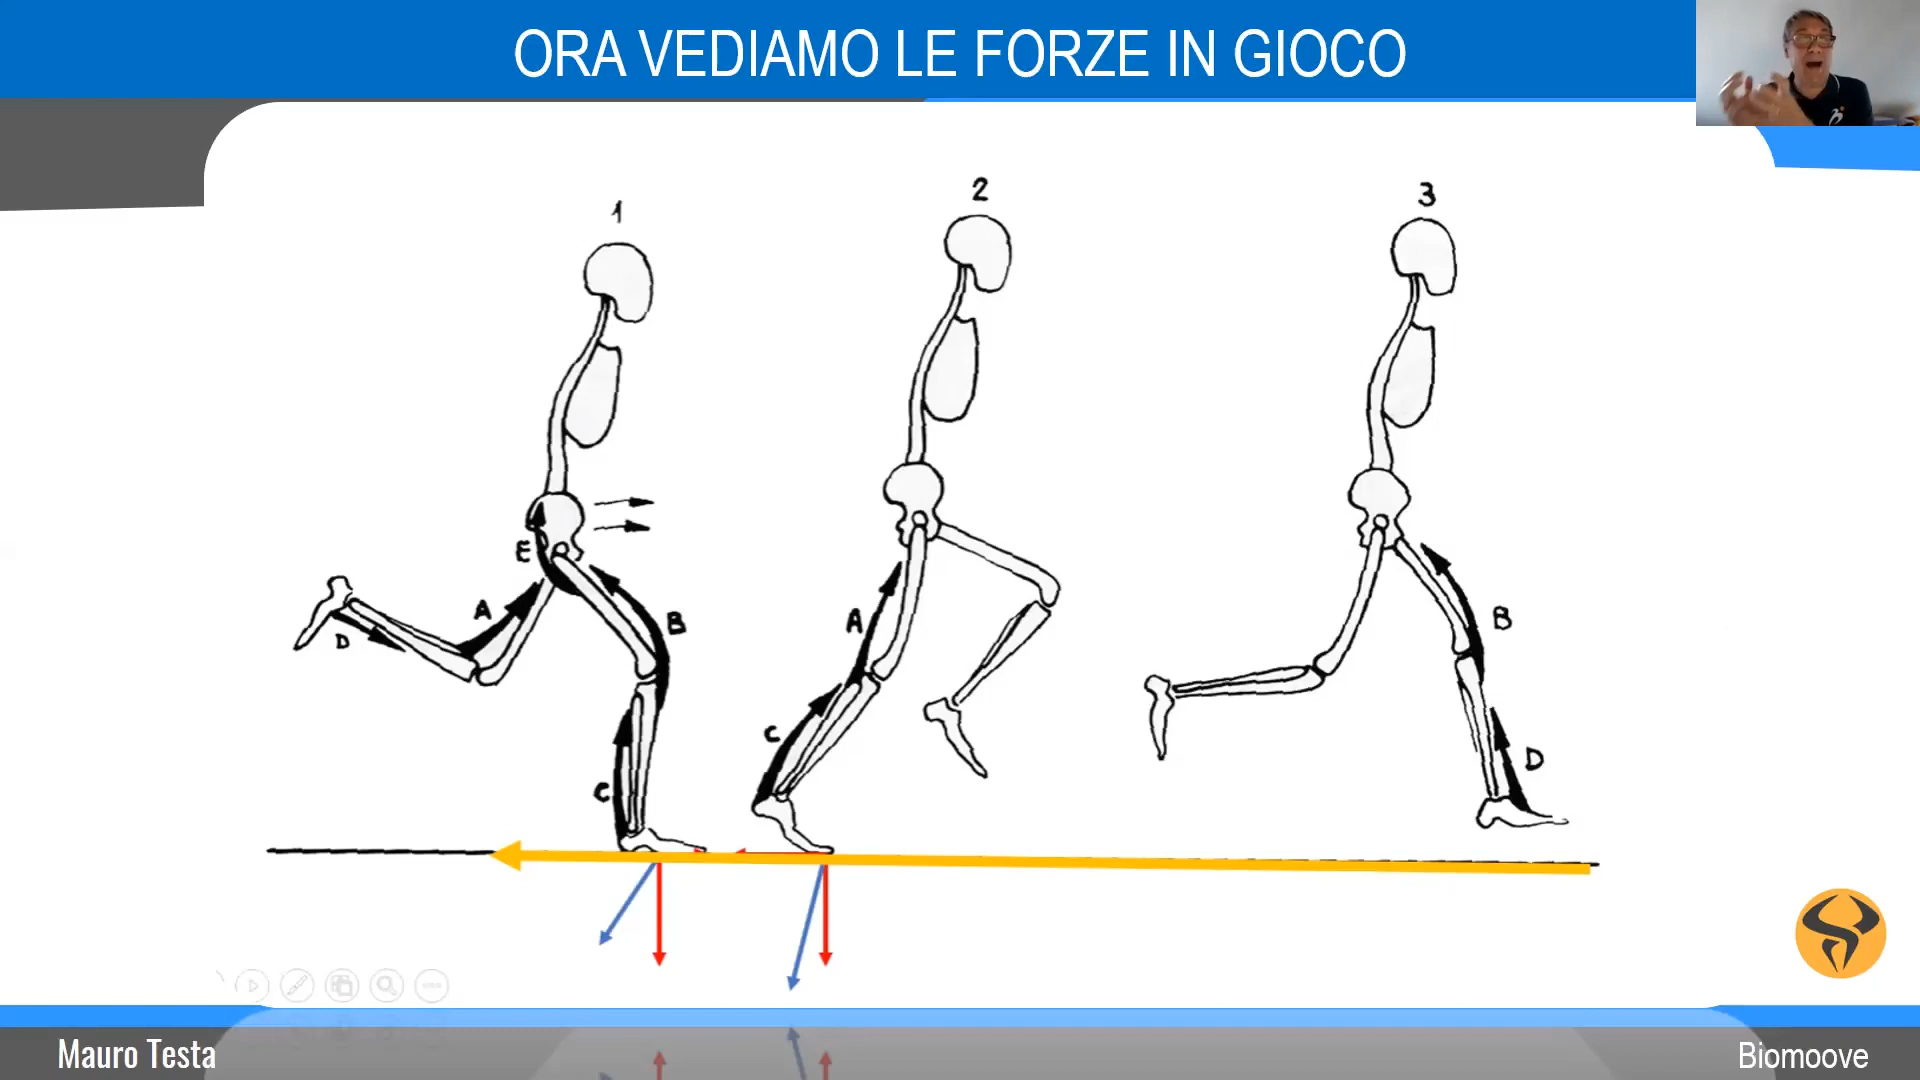 ORA VEDIAMO LE FORZE IN GIOCO
1
2
3
E
A
D
B
C
A
C
B
D
Mauro Testa
Biomoove